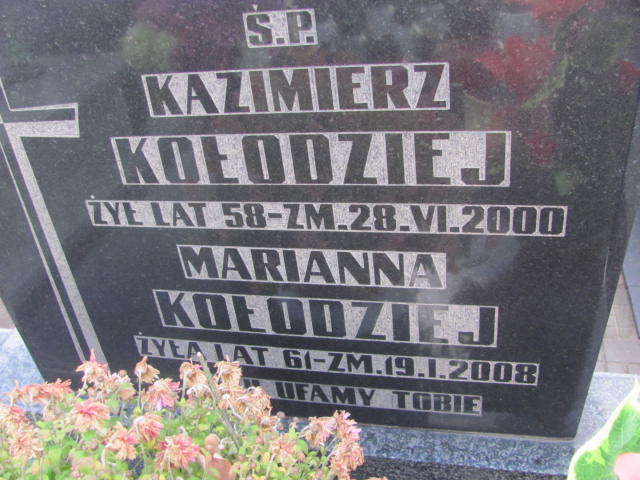 Ś.P.
KAZIMIERZ
KOŁODZIEJ
ŻYŁ LAT 58-ZM.28.VI.2000
MARIANNA
KOŁODZIEJ
ŻYŁA LAT 61-ZM.19.I.2008
UFAMY TOBIE